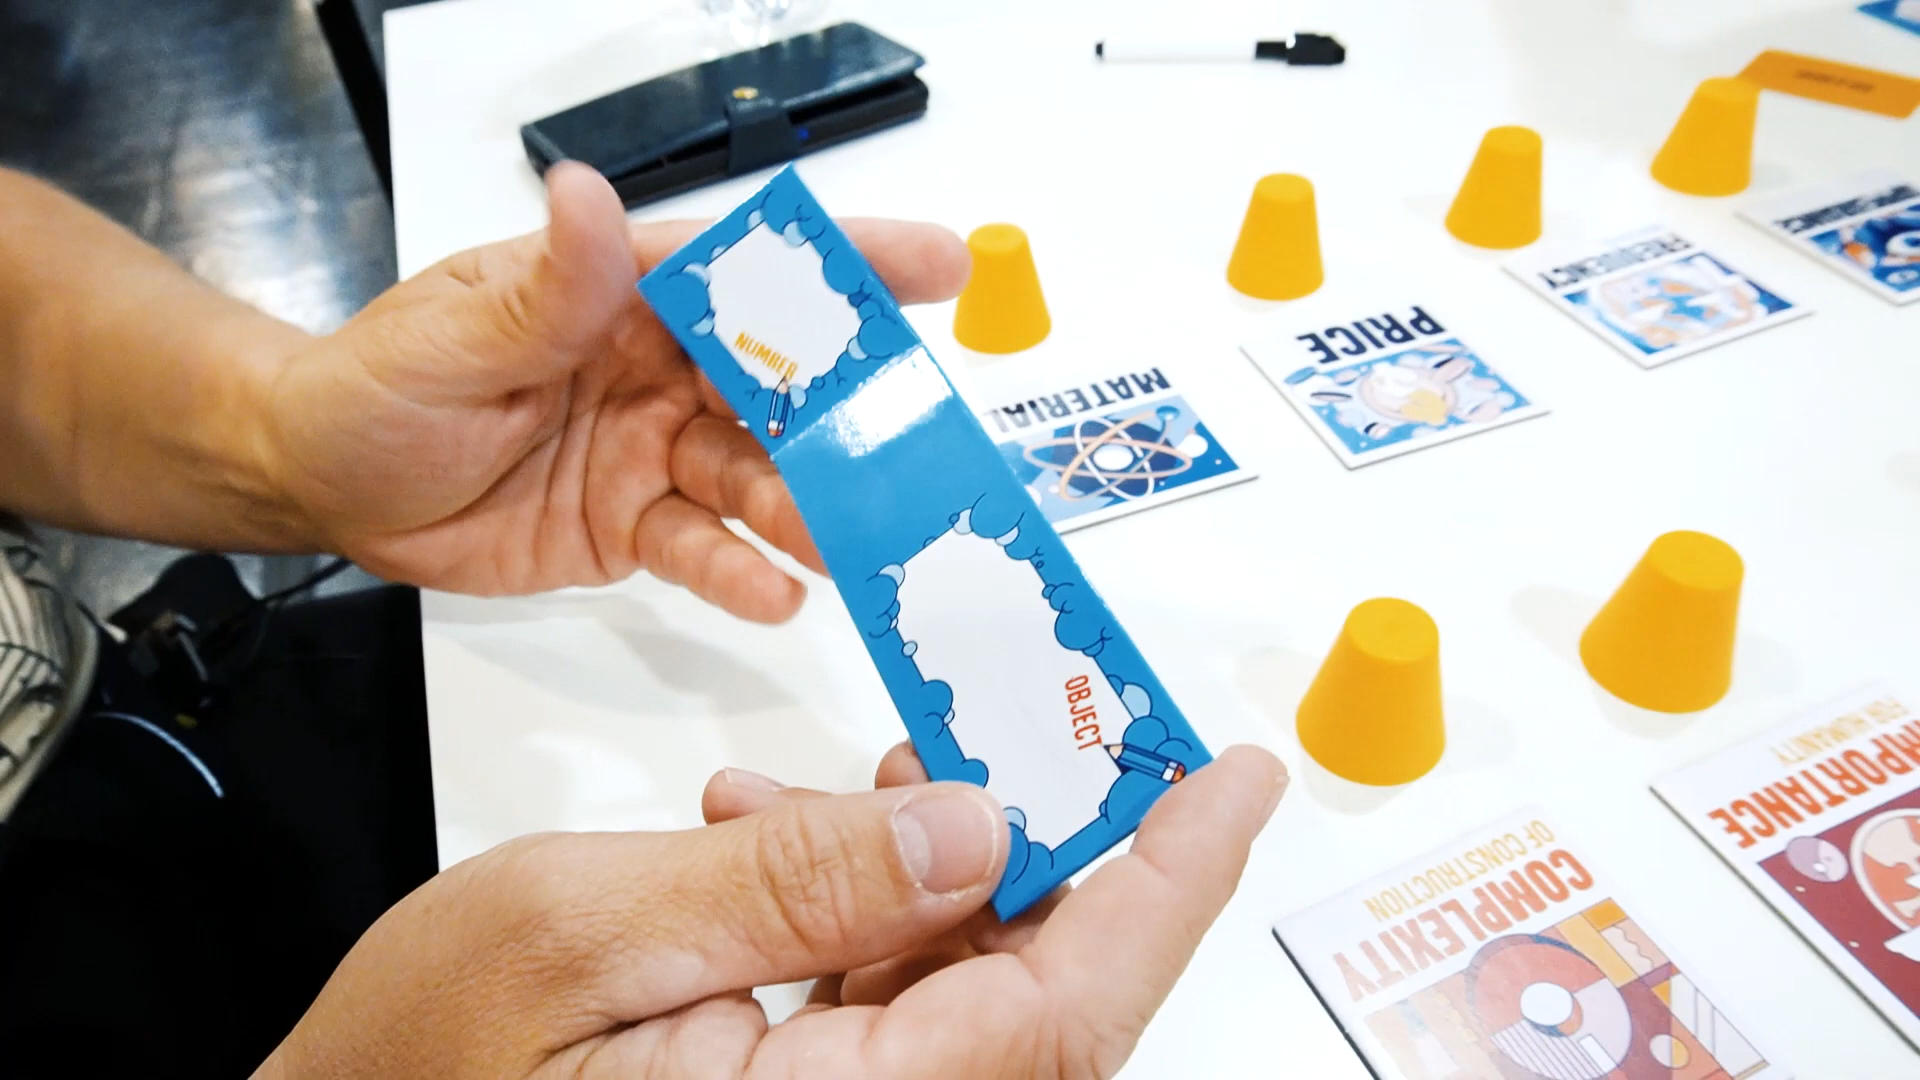 NUMBER
OBJECT
MATERIAL
PRICE
FREQUENCY
COMPLEXITY
OF CONSTRUCTION
IMPORTANCE
FOR HUMANITY